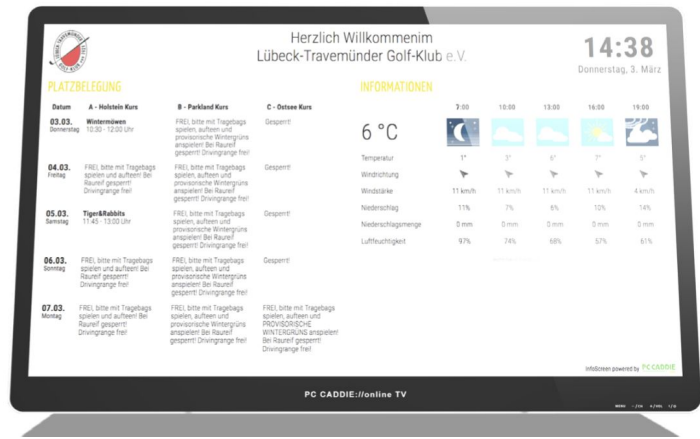 Herzlich Willkommenim
Lübeck-Travemünder Golf-Klub e.V.
14:38
Donnerstag, 3. März
PLATZBELEGUNG
Datum A - Holstein Kurs B - Parkland Kurs C - Ostsee Kurs
03.03. Donnerstag
Wintermöwen
10:30 - 12:00 Uhr
FREI, bitte mit Tragebags
spielen, aufteen und
provisorische Wintergrüns
anspielen! Bei Raureif
gesperrt! Drivingrange frei!
Gesperrt!
04.03. Freitag
FREI, bitte mit Tragebags
spielen und aufteen! Bei
Raureif gesperrt!
Drivingrange frei!
FREI, bitte mit Tragebags
spielen, aufteen und
provisorische Wintergrüns
anspielen! Bei Raureif
gesperrt! Drivingrange frei!
Gesperrt!
05.03. Samstag
Tiger&Rabbits
11:45 - 13:00 Uhr
FREI, bitte mit Tragebags
spielen, aufteen und
provisorische Wintergrüns
anspielen! Bei Raureif
gesperrt! Drivingrange frei!
Gesperrt!
06.03. Sonntag
FREI, bitte mit Tragebags
spielen und aufteen! Bei
Raureif gesperrt!
Drivingrange frei!
FREI, bitte mit Tragebags
spielen, aufteen und
provisorische Wintergrüns
anspielen! Bei Raureif
gesperrt! Drivingrange frei!
Gesperrt!
07.03. Montag
FREI, bitte mit Tragebags
spielen und aufteen! Bei
Raureif gesperrt!
Drivingrange frei!
FREI, bitte mit Tragebags
spielen, aufteen und
provisorische Wintergrüns
anspielen! Bei Raureif
gesperrt! Drivingrange frei!
FREI, bitte mit Tragebags
spielen, aufteen und
PROVISORISCHE
WINTERGRÜNS anspielen!
Bei Raureif gesperrt!
Drivingrange frei!
INFORMATIONEN
7:00 10:00 13:00 16:00 19:00
6 °C
Temperatur 1° 3° 6° 7° 5°
Windrichtung
Windstärke 11 km/h 11 km/h 11 km/h 11 km/h 4 km/h
Niederschlag 11% 7% 6% 10% 14%
Niederschlagsmenge 0 mm 0 mm 0 mm 0 mm 0 mm
Luftfeuchtigkeit 97% 74% 68% 57% 61%
InfoScreen powered by PC CADDIE
PC CADDIE://online TV